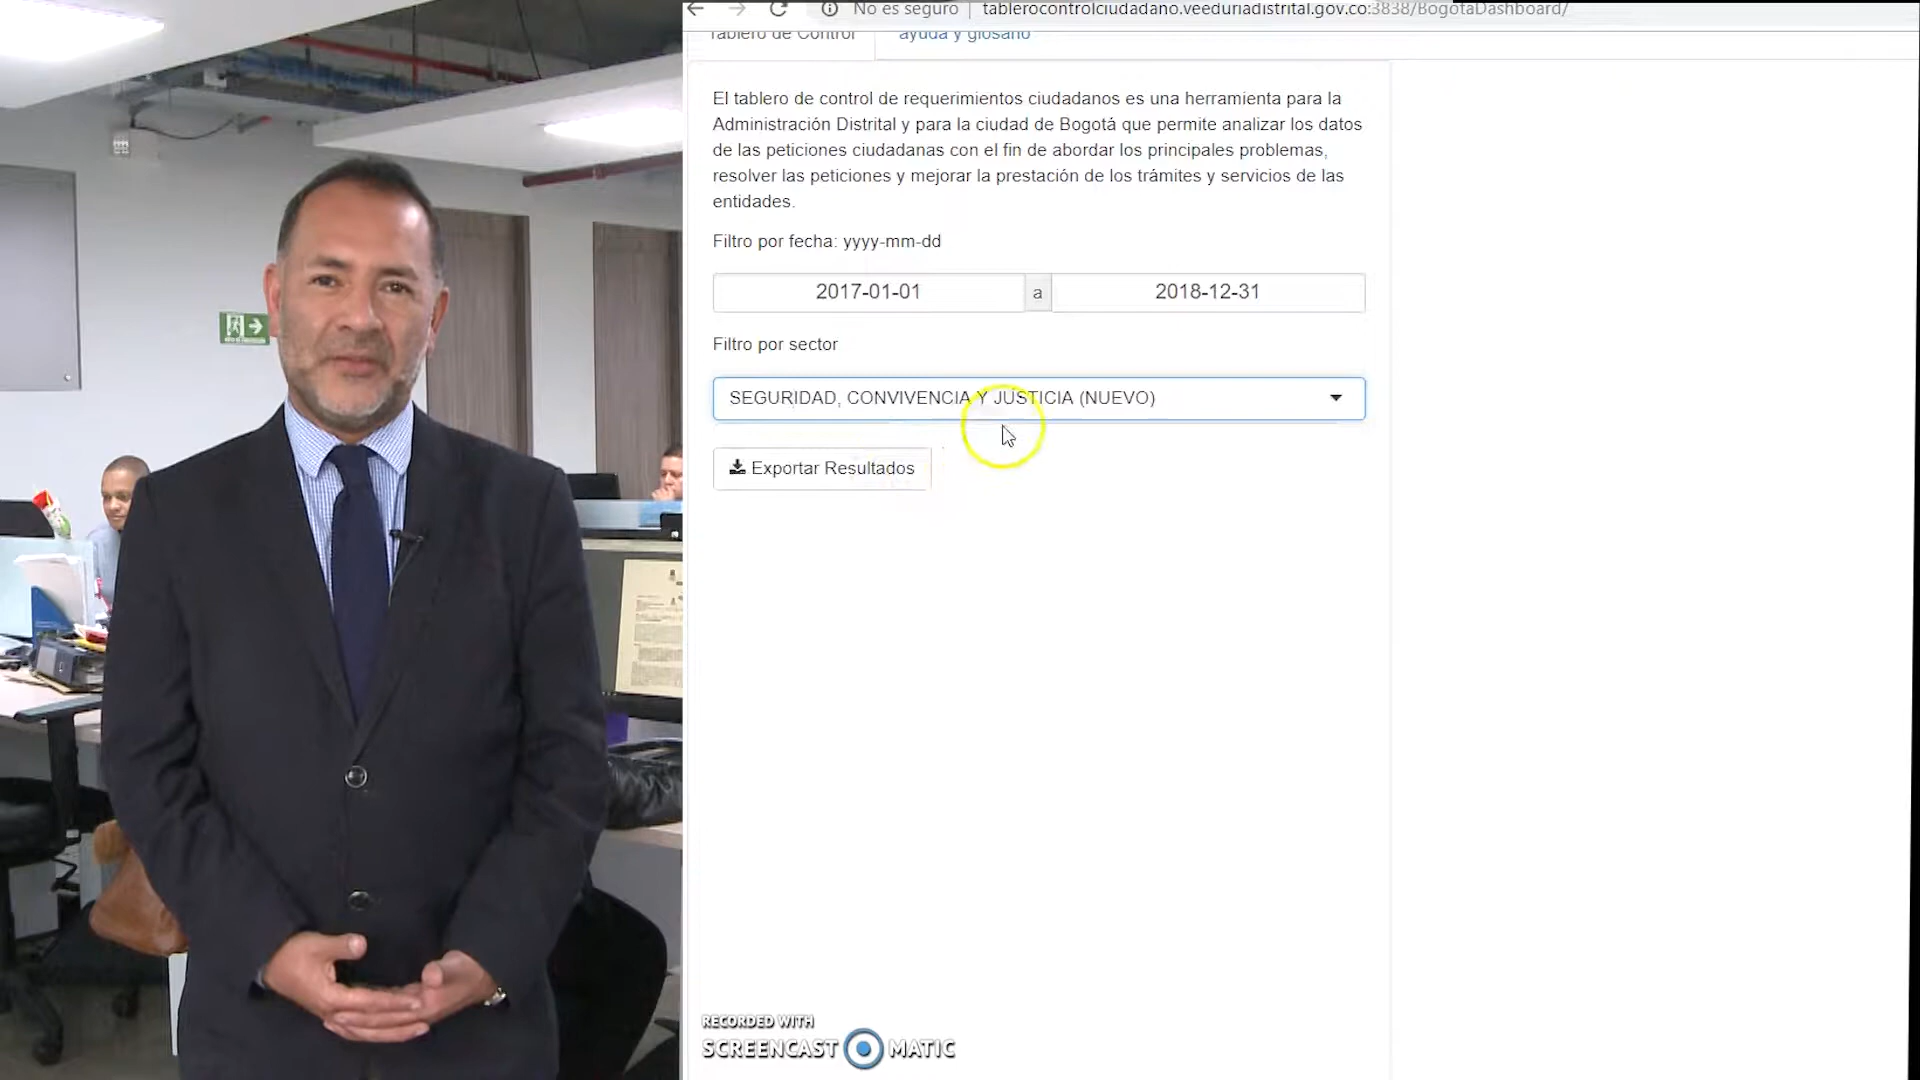 No es seguro | tablerocontrolciudadano.veeduriadistrital.gov.co:3838/BogotaDashboard/
Tablero de Control ayuda y glosario
El tablero de control de requerimientos ciudadanos es una herramienta para la
Administración Distrital y para la ciudad de Bogotá que permite analizar los datos
de las peticiones ciudadanas con el fin de abordar los principales problemas,
resolver las peticiones y mejorar la prestación de los trámites y servicios de las
entidades.
Filtro por fecha: yyyy-mm-dd
2017-01-01 a 2018-12-31
Filtro por sector
SEGURIDAD, CONVIVENCIA Y JUSTICIA (NUEVO)
Exportar Resultados
RECORDED WITH
SCREENCAST MATIC